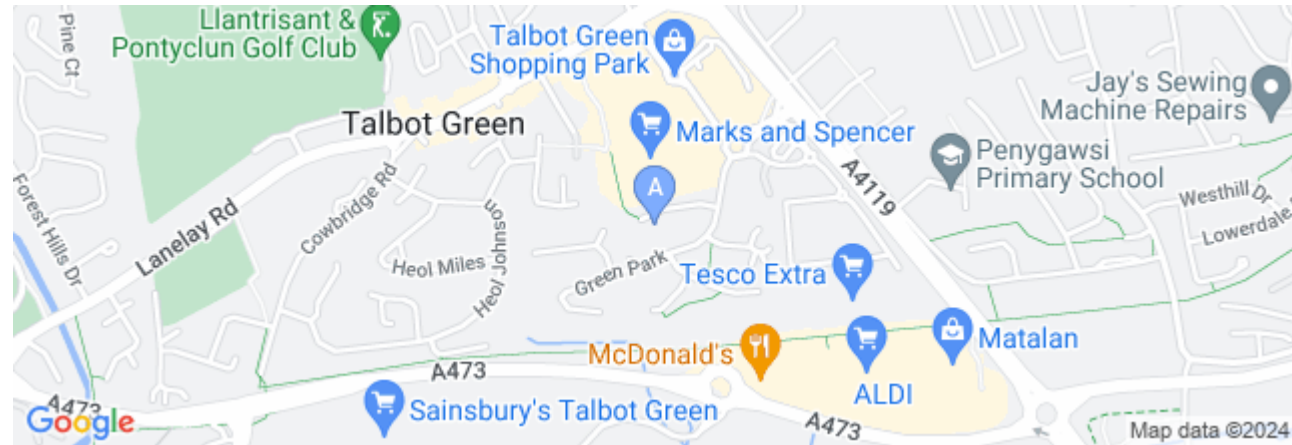 Pine Ct
Llantrisant &
Pontyclun Golf Club
Talbot Green
Shopping Park
Jay's Sewing
Machine Repairs
Talbot Green
Marks and Spencer
Penygawsi
Primary School
A
A4119
Forest Hills Dr
Lanelay Rd
Cowbridge Rd
Heol Miles
Heol Johnson
Green Park
Westhill Dr
Lowerdale
Tesco Extra
McDonald's
Matalan
ALDI
A473
A473
Sainsbury's Talbot Green
A473
Google
Map data ©2024